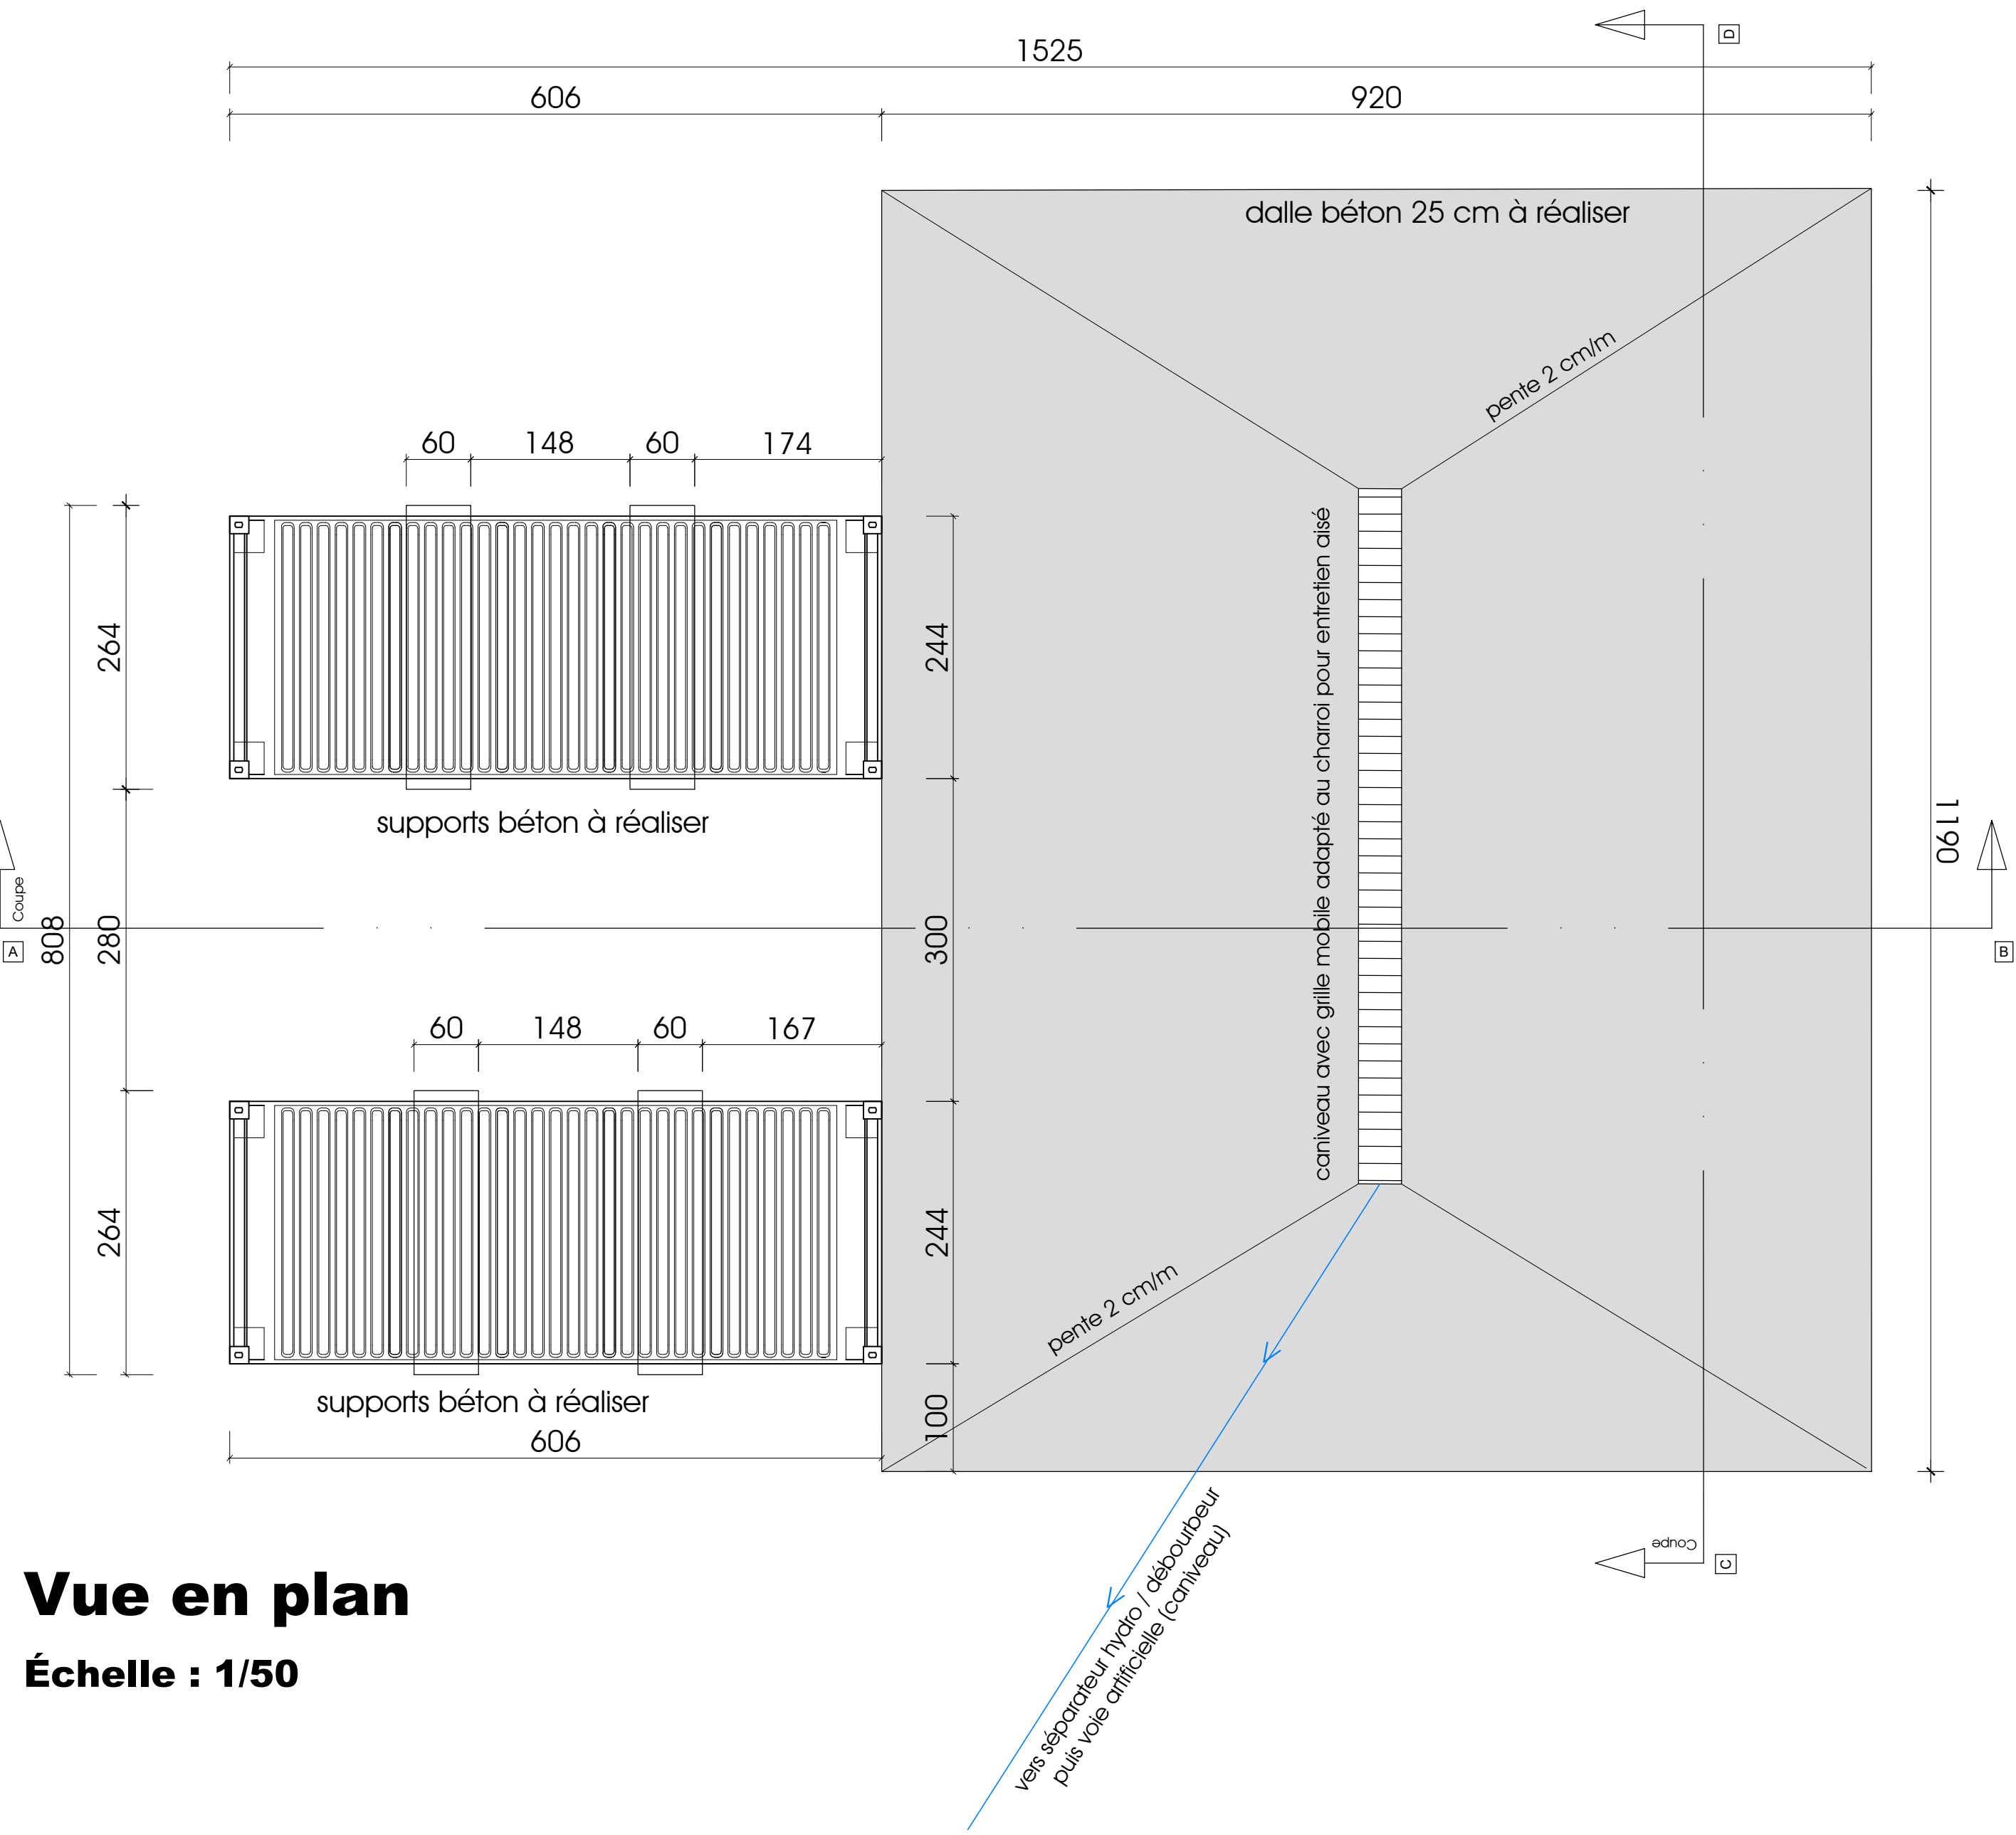 D
1525
606
920
dalle béton 25 cm à réaliser
pente 2 cm/m
60
148
60
174
264
244
caniveau avec grille mobile adapté au charroi pour entretien aisé
supports béton à réaliser
1190
Coupe
A
808
280
300
B
60
148
60
167
264
244
pente 2 cm/m
supports béton à réaliser
100
606
Coupe
C
vers séparateur hydro / débourbeur
puis voie artificielle (caniveau)
Vue en plan
Échelle : 1/50